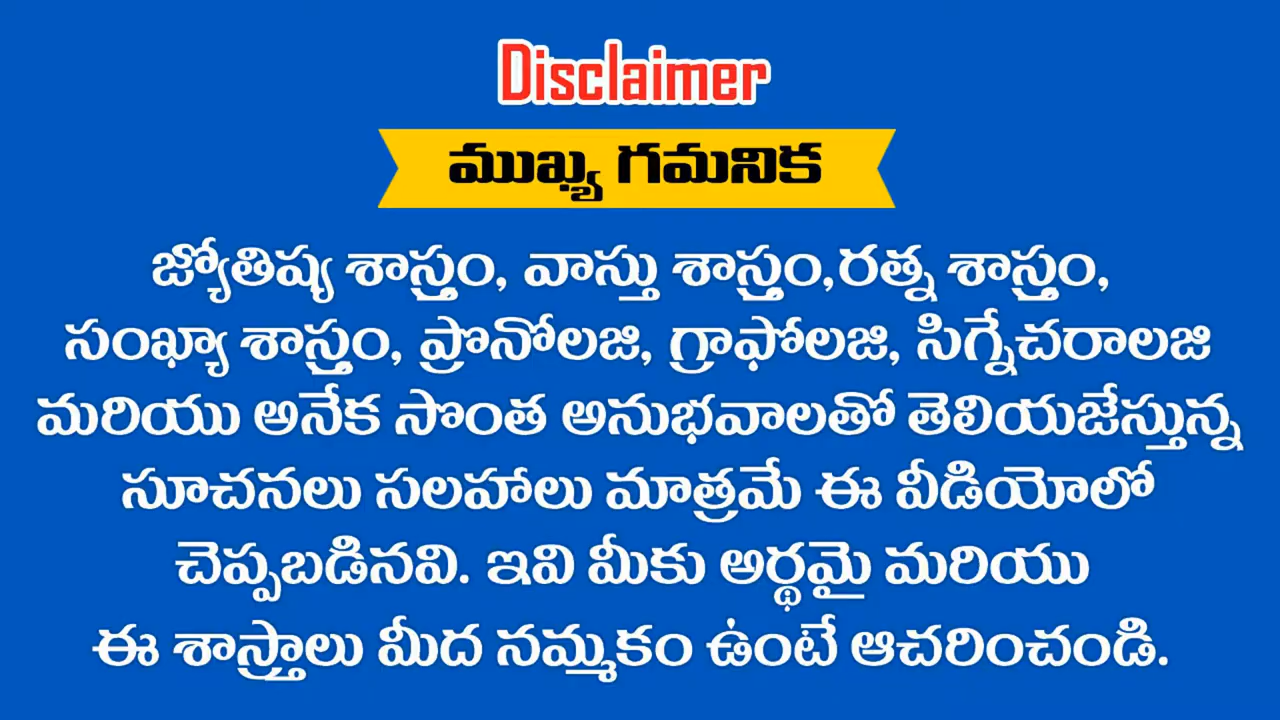 Disclaimer
ముఖ్య గమనిక
జ్యోతిష్య శాస్త్రం, వాస్తు శాస్త్రం,రత్న శాస్త్రం,
సంఖ్యా శాస్త్రం, ప్రొనోలజి, గ్రాఫోలజి, సిగ్నేచరాలజి
మరియు అనేక సొంత అనుభవాలతో తెలియజేస్తున్న
సూచనలు సలహాలు మాత్రమే ఈ వీడియోలో
చెప్పబడినవి. ఇవి మీకు అర్థమై మరియు
ఈ శాస్త్రాలు మీద నమ్మకం ఉంటే ఆచరించండి.